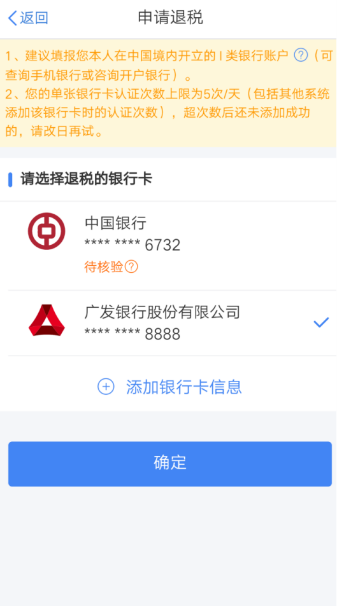 返回
申请退税
1、建议填报您本人在中国境内开立的I类银行账户?（可
查询手机银行或咨询开户银行）。
2、您的单张银行卡认证次数上限为5次/天（包括其他系统
添加该银行卡时的认证次数），超次数后还未添加成功
的，请改日再试。
请选择退税的银行卡
中国银行
**** **** 6732
待核验?
广发银行股份有限公司
**** **** 8888
添加银行卡信息
确定